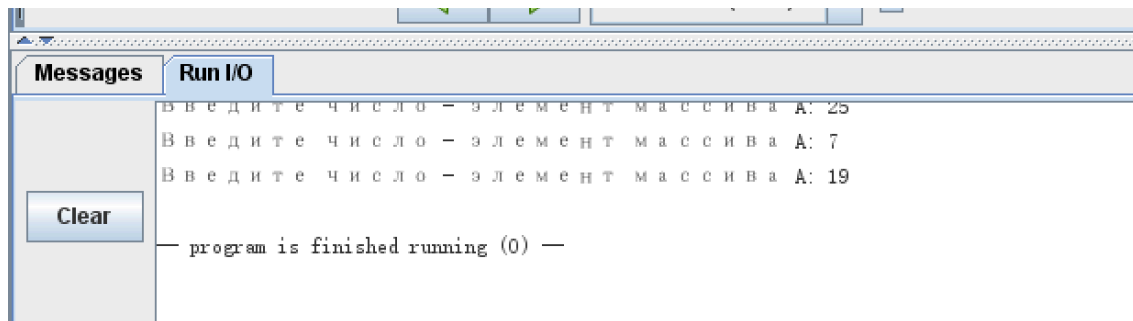 Messages Run I/O
Введите число - элемент массива A: 25
Введите число - элемент массива A: 7
Введите число - элемент массива A: 19
Clear
— program is finished running (0) —